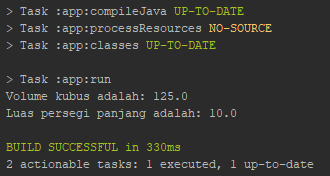 > Task :app:compileJava UP-TO-DATE
> Task :app:processResources NO-SOURCE
> Task :app:classes UP-TO-DATE
> Task :app:run
Volume kubus adalah: 125.0
Luas persegi panjang adalah: 10.0
BUILD SUCCESSFUL in 330ms
2 actionable tasks: 1 executed, 1 up-to-date